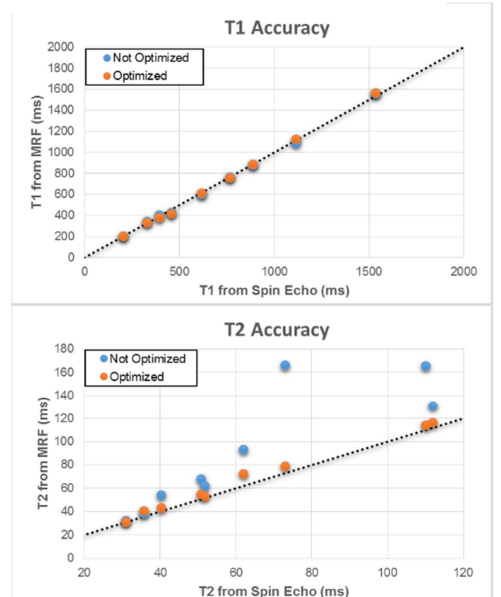 T1 Accuracy
2000
1800
1600
1400
1200
1000
800
600
400
200
0
Not Optimized
Optimized
T1 from MRF (ms)
0 500 1000 1500 2000
T1 from Spin Echo (ms)
T2 Accuracy
180
160
140
120
100
80
60
40
20
0
Not Optimized
Optimized
T2 from MRF (ms)
20 40 60 80 100 120
T2 from Spin Echo (ms)